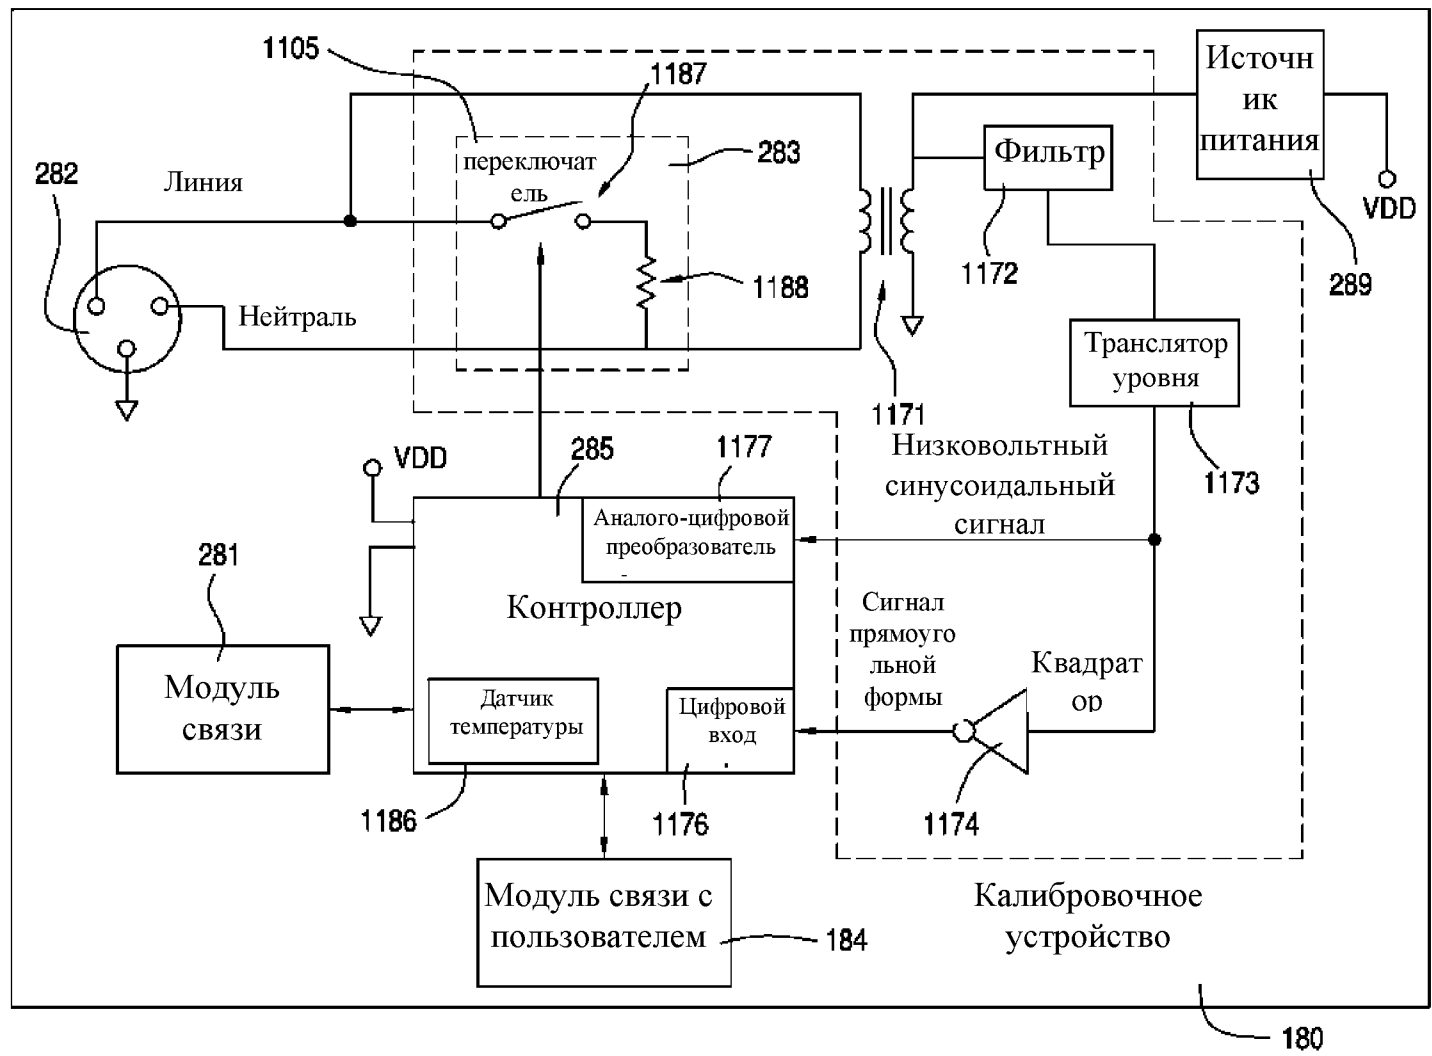 1105
1187
Источн
ик
питания
переключат
ель
283
Фильтр
282
Линия
VDD
1172
1188
289
Нейтраль
Транслятор
уровня
1171
VDD
285
1177
Низковольтный
синусоидальный
сигнал
1173
Аналого-цифровой
преобразователь
281
Контроллер
Сигнал
прямоуго
льной
формы
Квадрат
ор
Модуль
связи
Датчик
температуры
Цифровой
вход
1186
1176
1174
Модуль связи с
пользователем
184
Калибровочное
устройство
180